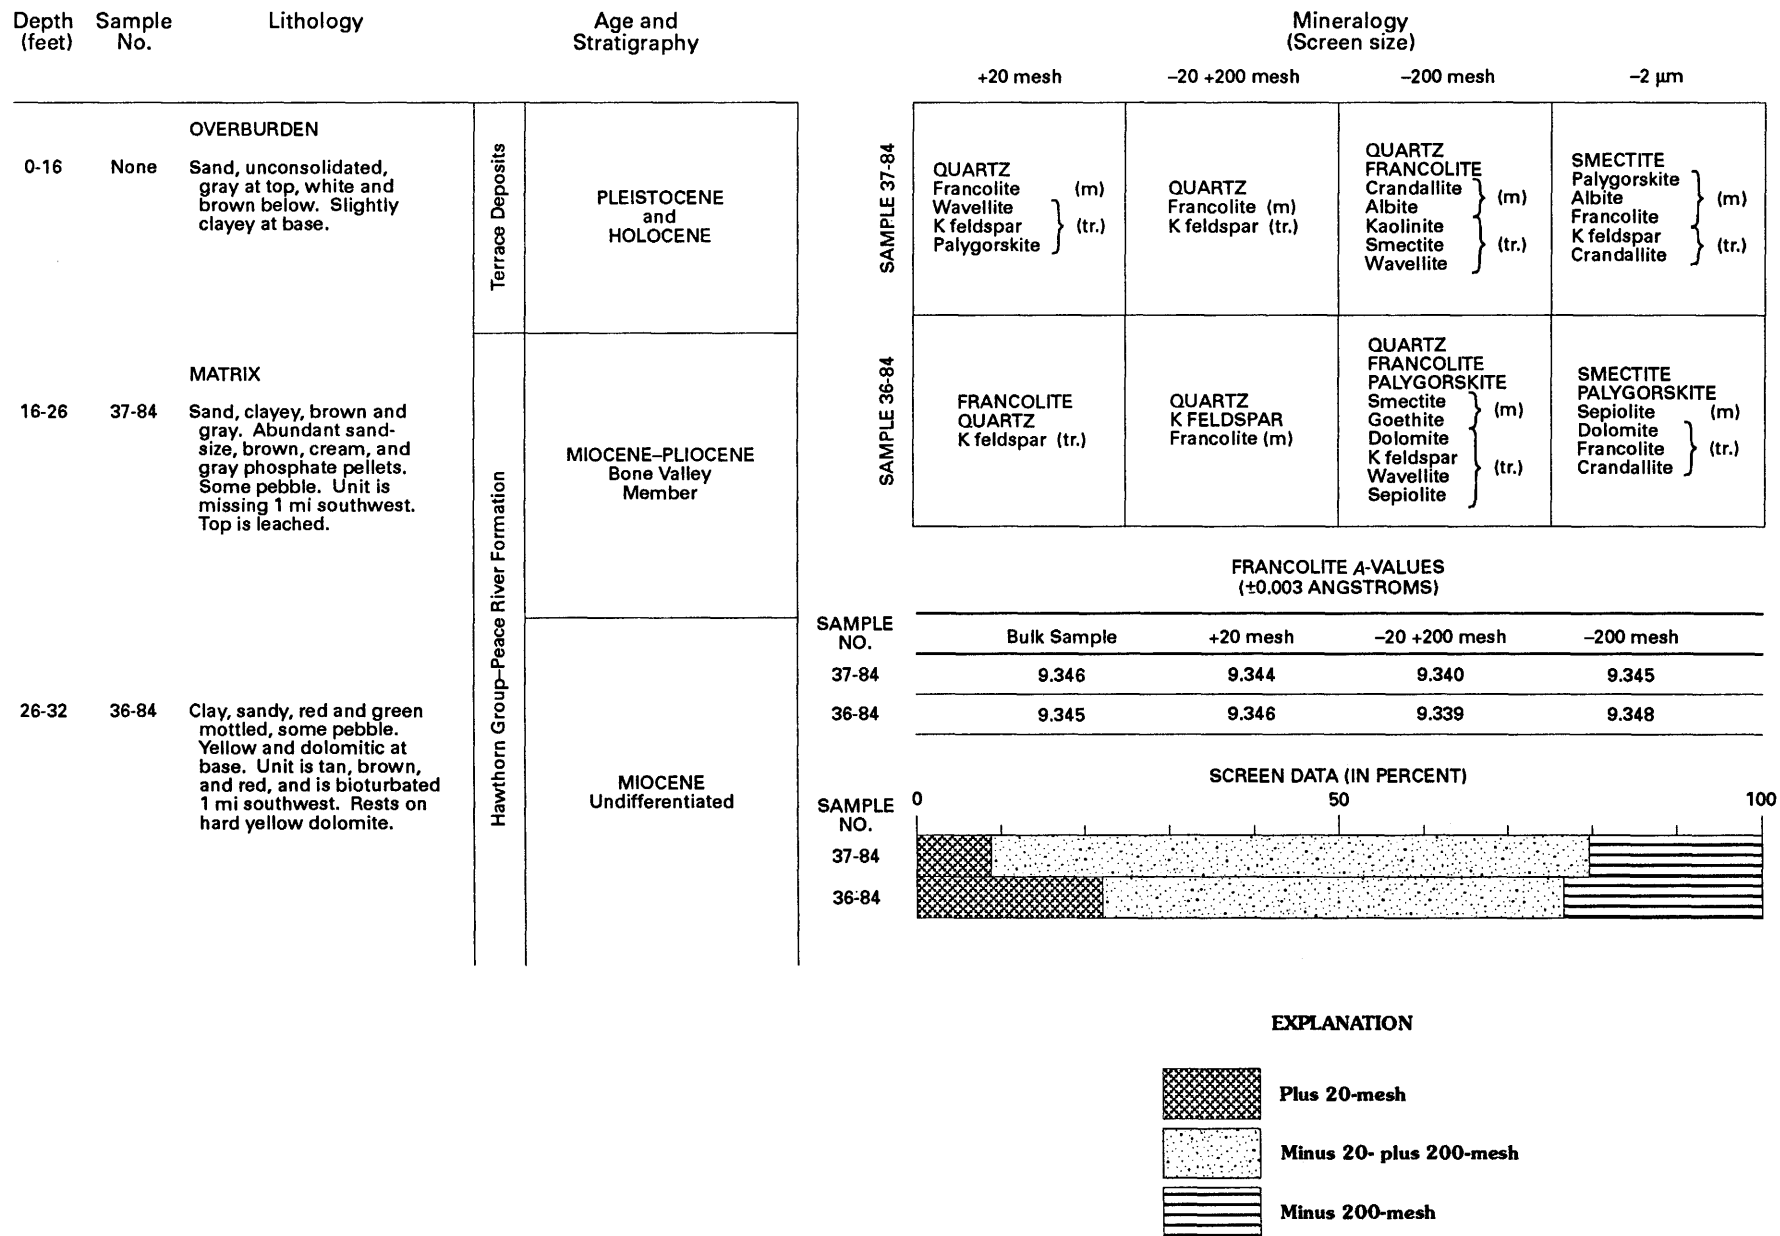 Depth (feet)
Sample No.
Lithology
Age and Stratigraphy
Mineralogy
(Screen size)
+20 mesh
–20 +200 mesh
–200 mesh
–2 µm
OVERBURDEN
0-16
None
Sand, unconsolidated,
gray at top, white and
brown below. Slightly
clayey at base.
Terrace Deposits
PLEISTOCENE
and
HOLOCENE
MATRIX
16-26
37-84
Sand, clayey, brown and
gray. Abundant sand-
size, brown, cream, and
gray phosphate pellets.
Some pebble. Unit is
missing 1 mi southwest.
Top is leached.
Hawthorn Group–Peace River Formation
MIOCENE–PLIOCENE
Bone Valley
Member
26-32
36-84
Clay, sandy, red and green
mottled, some pebble.
Yellow and dolomitic at
base. Unit is tan, brown,
and red, and is bioturbated
1 mi southwest. Rests on
hard yellow dolomite.
MIOCENE
Undifferentiated
SAMPLE 37-84
QUARTZ
Francolite (m)
Wavellite
K feldspar (tr.)
Palygorskite
QUARTZ
Francolite (m)
K feldspar (tr.)
QUARTZ
FRANCOLITE
Crandallite
Albite (m)
Kaolinite
Smectite (tr.)
Wavellite
SMECTITE
Palygorskite
Albite (m)
Francolite
K feldspar (tr.)
Crandallite
SAMPLE 36-84
FRANCOLITE
QUARTZ
K feldspar (tr.)
QUARTZ
K FELDSPAR
Francolite (m)
QUARTZ
FRANCOLITE
PALYGORSKITE
Smectite (m)
Goethite
Dolomite
K feldspar (tr.)
Wavellite
Sepiolite
SMECTITE
PALYGORSKITE
Sepiolite (m)
Dolomite
Francolite (tr.)
Crandallite
FRANCOLITE A-VALUES
(±0.003 ANGSTROMS)
SAMPLE NO.
Bulk Sample +20 mesh –20 +200 mesh –200 mesh
37-84 9.346 9.344 9.340 9.345
36-84 9.345 9.346 9.339 9.348
SCREEN DATA (IN PERCENT)
SAMPLE NO.
0 50 100
37-84
36-84
EXPLANATION
Plus 20-mesh
Minus 20- plus 200-mesh
Minus 200-mesh